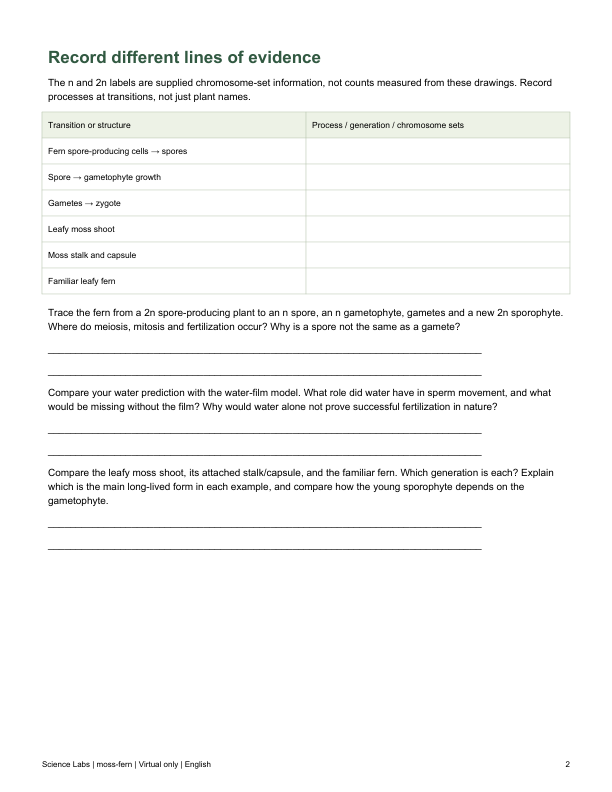 Record different lines of evidence
The n and 2n labels are supplied chromosome-set information, not counts measured from these drawings. Record
processes at transitions, not just plant names.
Transition or structure
Process / generation / chromosome sets
Fern spore-producing cells → spores
Spore → gametophyte growth
Gametes → zygote
Leafy moss shoot
Moss stalk and capsule
Familiar leafy fern
Trace the fern from a 2n spore-producing plant to an n spore, an n gametophyte, gametes and a new 2n sporophyte.
Where do meiosis, mitosis and fertilization occur? Why is a spore not the same as a gamete?
Compare your water prediction with the water-film model. What role did water have in sperm movement, and what
would be missing without the film? Why would water alone not prove successful fertilization in nature?
Compare the leafy moss shoot, its attached stalk/capsule, and the familiar fern. Which generation is each? Explain
which is the main long-lived form in each example, and compare how the young sporophyte depends on the
gametophyte.
Science Labs | moss-fern | Virtual only | English
2